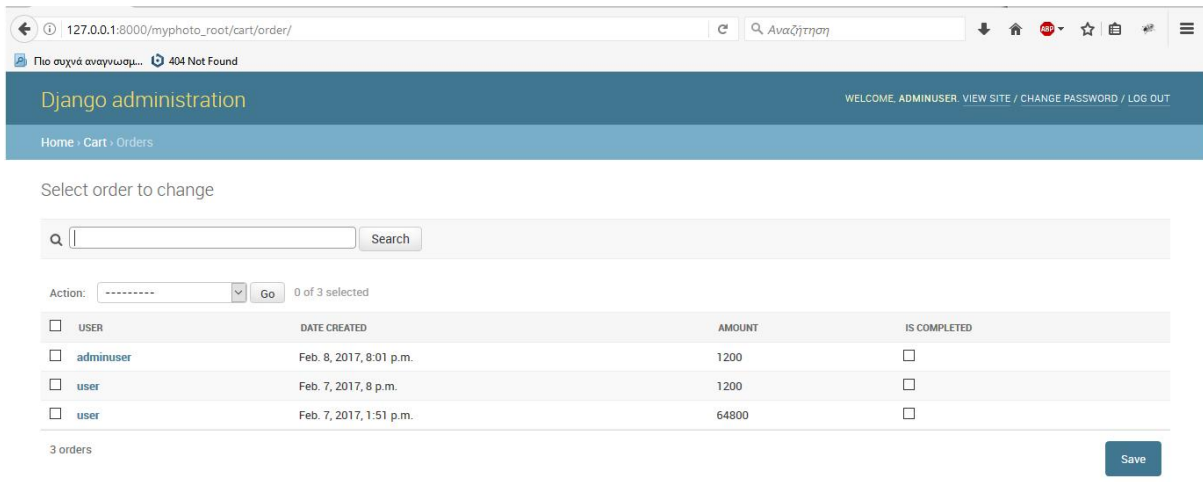 127.0.0.1:8000/myphoto_root/cart/order/
Αναζήτηση
ABP
Πιο συχνά αναγνωσμ... 404 Not Found
Django administration
WELCOME, ADMINUSER. VIEW SITE / CHANGE PASSWORD / LOG OUT
Home › Cart › Orders
Select order to change
Search
Action: --------- Go 0 of 3 selected
USER DATE CREATED AMOUNT IS COMPLETED
adminuser Feb. 8, 2017, 8:01 p.m. 1200
user Feb. 7, 2017, 8 p.m. 1200
user Feb. 7, 2017, 1:51 p.m. 64800
3 orders
Save